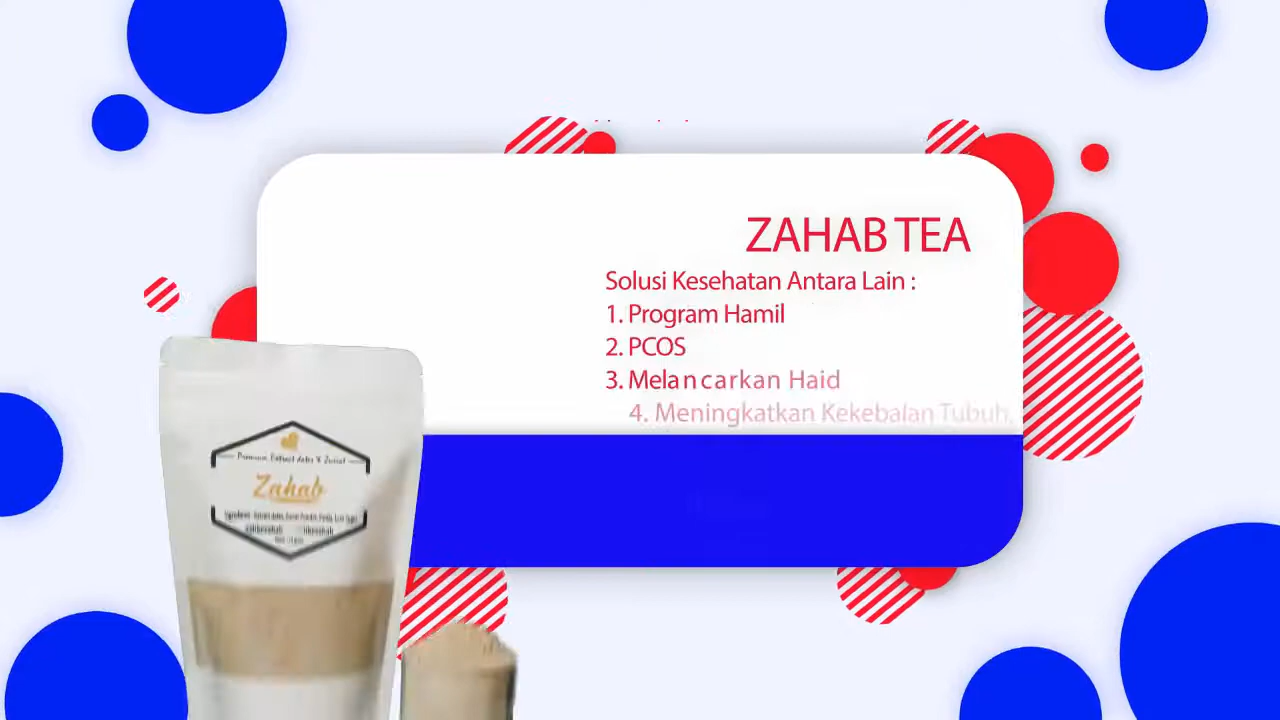 ZAHAB TEA
Solusi Kesehatan Antara Lain :
1. Program Hamil
2. PCOS
3. Melancarkan Haid
4. Meningkatkan Kekebalan Tubuh.
Zahab